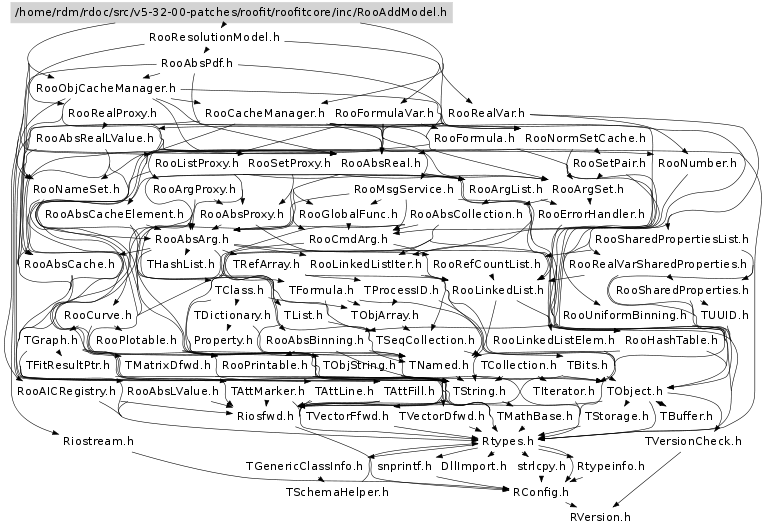 /home/rdm/rdoc/src/v5-32-00-patches/roofit/roofitcore/inc/RooAddModel.h
RooResolutionModel.h
RooAbsPdf.h
RooObjCacheManager.h
RooRealProxy.h RooCacheManager.h RooFormulaVar.h RooRealVar.h
RooAbsRealLValue.h RooFormula.h RooNormSetCache.h
RooListProxy.h RooSetProxy.h RooAbsReal.h RooSetPair.h RooNumber.h
RooNameSet.h RooArgProxy.h RooMsgService.h RooArgList.h RooArgSet.h
RooAbsCacheElement.h RooAbsProxy.h RooGlobalFunc.h RooAbsCollection.h RooErrorHandler.h
RooAbsArg.h RooCmdArg.h RooSharedPropertiesList.h
RooAbsCache.h THashList.h TRefArray.h RooLinkedListIter.h RooRefCountList.h RooRealVarSharedProperties.h
TClass.h TFormula.h TProcessID.h RooLinkedList.h RooSharedProperties.h
RooCurve.h TDictionary.h TList.h TObjArray.h RooUniformBinning.h TUUID.h
TGraph.h RooPlotable.h Property.h RooAbsBinning.h TSeqCollection.h RooLinkedListElem.h RooHashTable.h
TFitResultPtr.h TMatrixDfwd.h RooPrintable.h TObjString.h TNamed.h TCollection.h TBits.h
RooAICRegistry.h RooAbsLValue.h TAttMarker.h TAttLine.h TAttFill.h TString.h TIterator.h TObject.h
Riosfwd.h TVectorFfwd.h TVectorDfwd.h TMathBase.h TStorage.h TBuffer.h
Riostream.h Rtypes.h TVersionCheck.h
TGenericClassInfo.h snprintf.h DllImport.h strlcpy.h Rtypeinfo.h
TSchemaHelper.h RConfig.h
RVersion.h